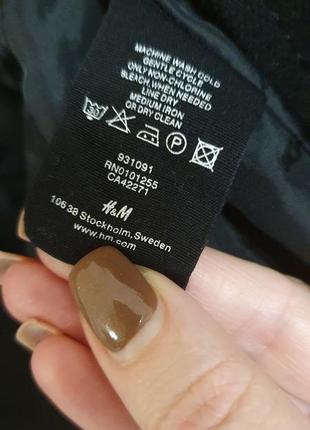 MACHINE WASH COLD
GENTLE CYCLE
ONLY NON-CHLORINE
BLEACH, WHEN NEEDED
LINE DRY
MEDIUM IRON
OR DRY CLEAN
931091
RN0101255
CA42271
H&M
106 38 Stockholm, Sweden
www.hm.com